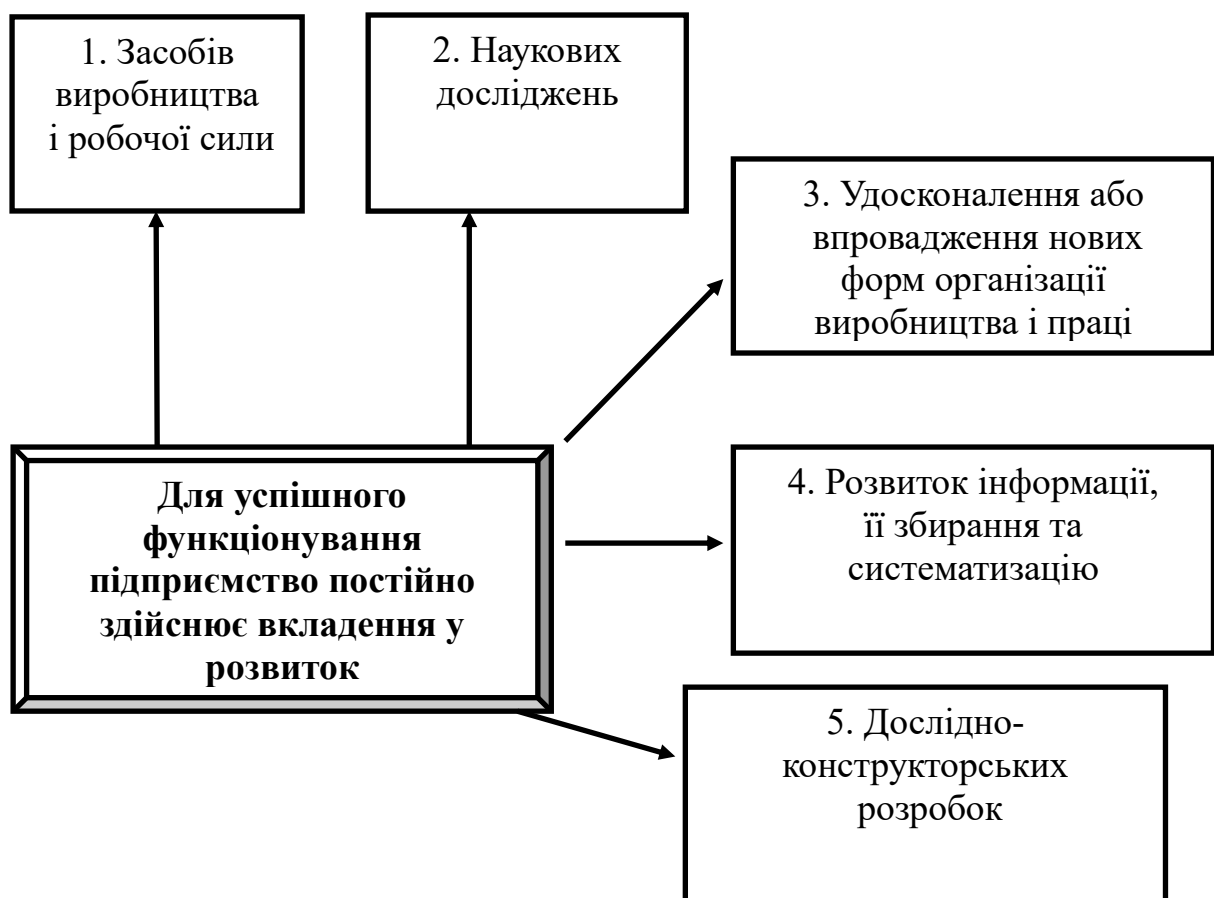 1. Засобів
виробництва
і робочої сили
2. Наукових
досліджень
3. Удосконалення або
впровадження нових
форм організації
виробництва і праці
Для успішного
функціонування
підприємство постійно
здійснює вкладення у
розвиток
4. Розвиток інформації,
її збирання та
систематизацію
5. Дослідно-
конструкторських
розробок